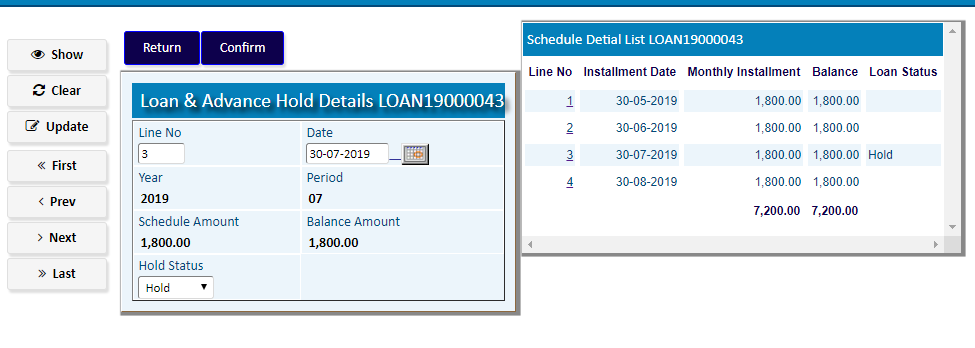 Show
Clear
Update
First
Prev
Next
Last
Return Confirm
Loan & Advance Hold Details LOAN19000043
Line No Date
3 30-07-2019
Year Period
2019 07
Schedule Amount Balance Amount
1,800.00 1,800.00
Hold Status
Hold
Schedule Detial List LOAN19000043
Line No Installment Date Monthly Installment Balance Loan Status
1 30-05-2019 1,800.00 1,800.00
2 30-06-2019 1,800.00 1,800.00
3 30-07-2019 1,800.00 1,800.00 Hold
4 30-08-2019 1,800.00 1,800.00
7,200.00 7,200.00